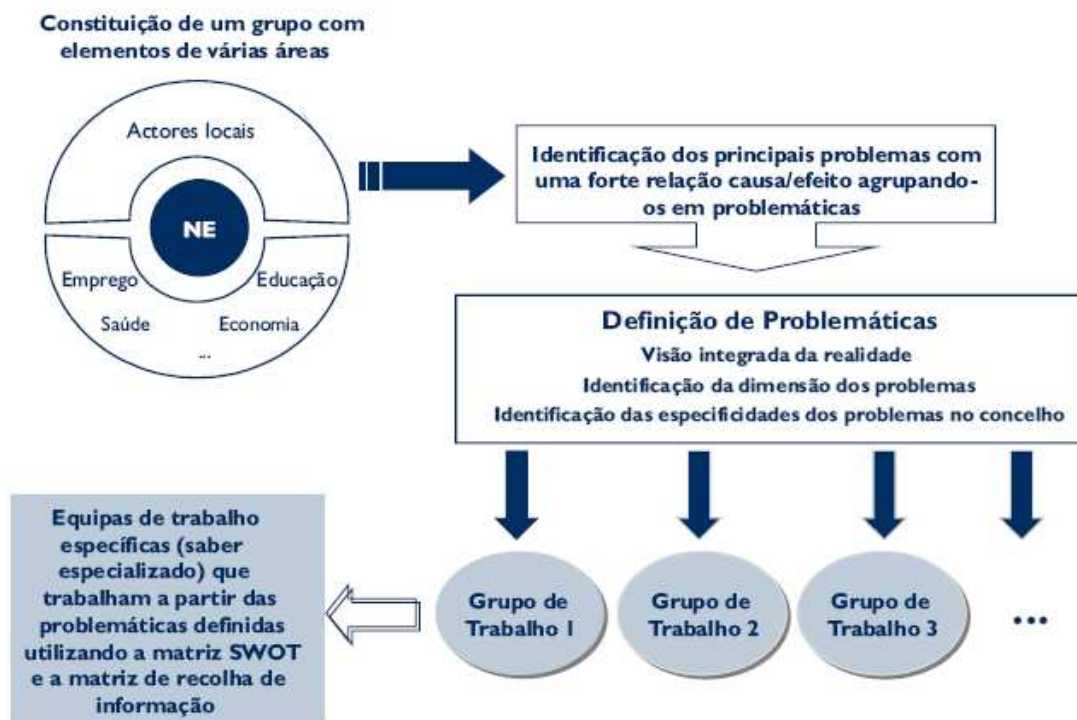 Constituição de um grupo com
elementos de várias áreas
Actores locais
NE
Emprego
Educação
Saúde
Economia
...
Identificação dos principais problemas com
uma forte relação causa/efeito agrupando-
os em problemáticas
Definição de Problemáticas
Visão integrada da realidade
Identificação da dimensão dos problemas
Identificação das especificidades dos problemas no concelho
Equipas de trabalho
específicas (saber
especializado) que
trabalham a partir das
problemáticas definidas
utilizando a matriz SWOT
e a matriz de recolha de
informação
Grupo de
Trabalho 1
Grupo de
Trabalho 2
Grupo de
Trabalho 3
...